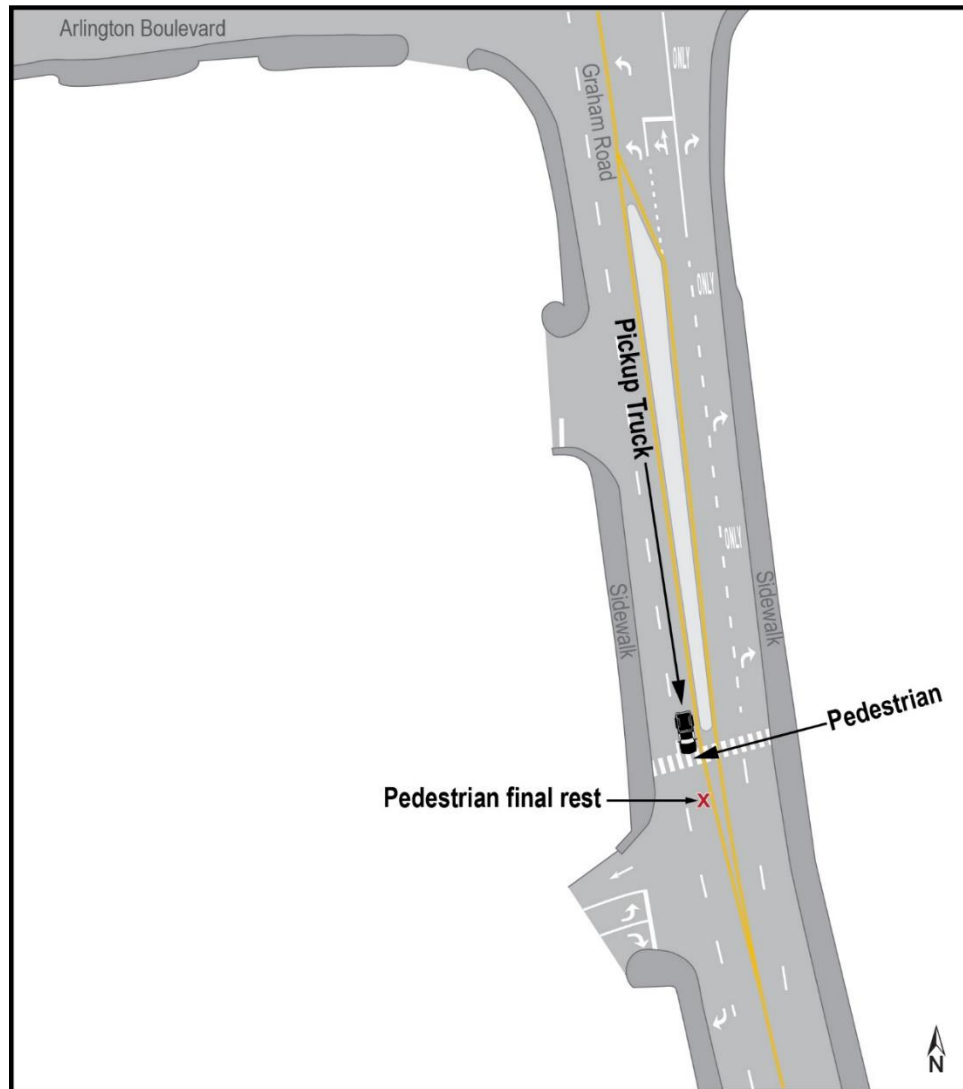 Arlington Boulevard
Graham Road
ONLY
ONLY
Pickup Truck
ONLY
Sidewalk
Sidewalk
Pedestrian
Pedestrian final rest
X
N